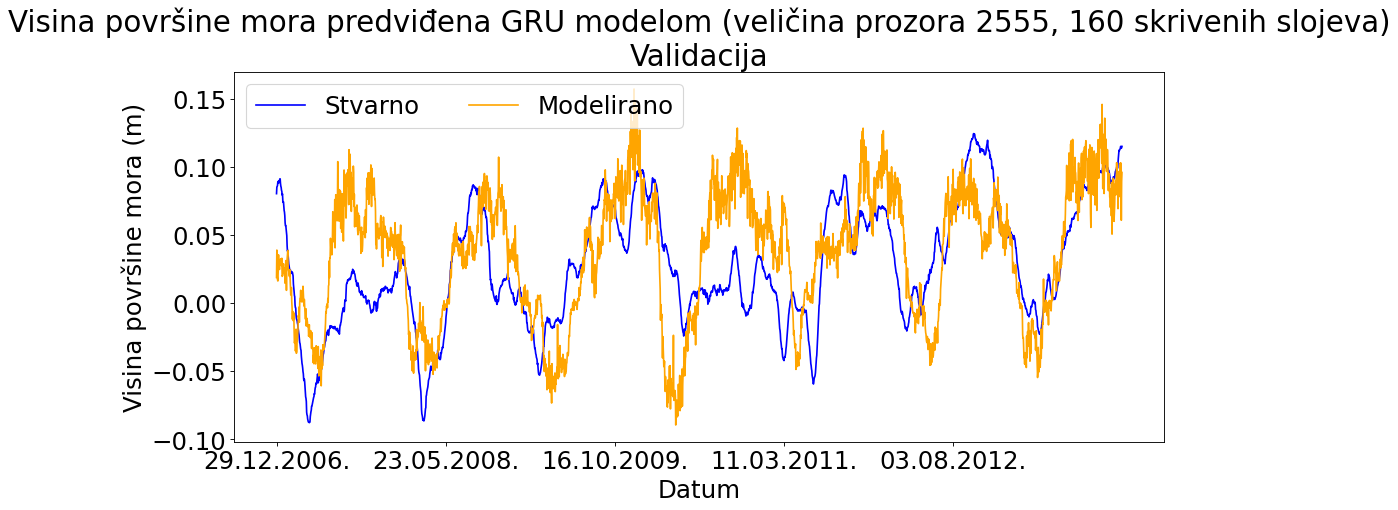 Visina površine mora predviđena GRU modelom (veličina prozora 2555, 160 skrivenih slojeva)
Validacija
Stvarno
Modelirano
Visina površine mora (m)
0.15
0.10
0.05
0.00
−0.05
−0.10
29.12.2006.
23.05.2008.
16.10.2009.
11.03.2011.
03.08.2012.
Datum